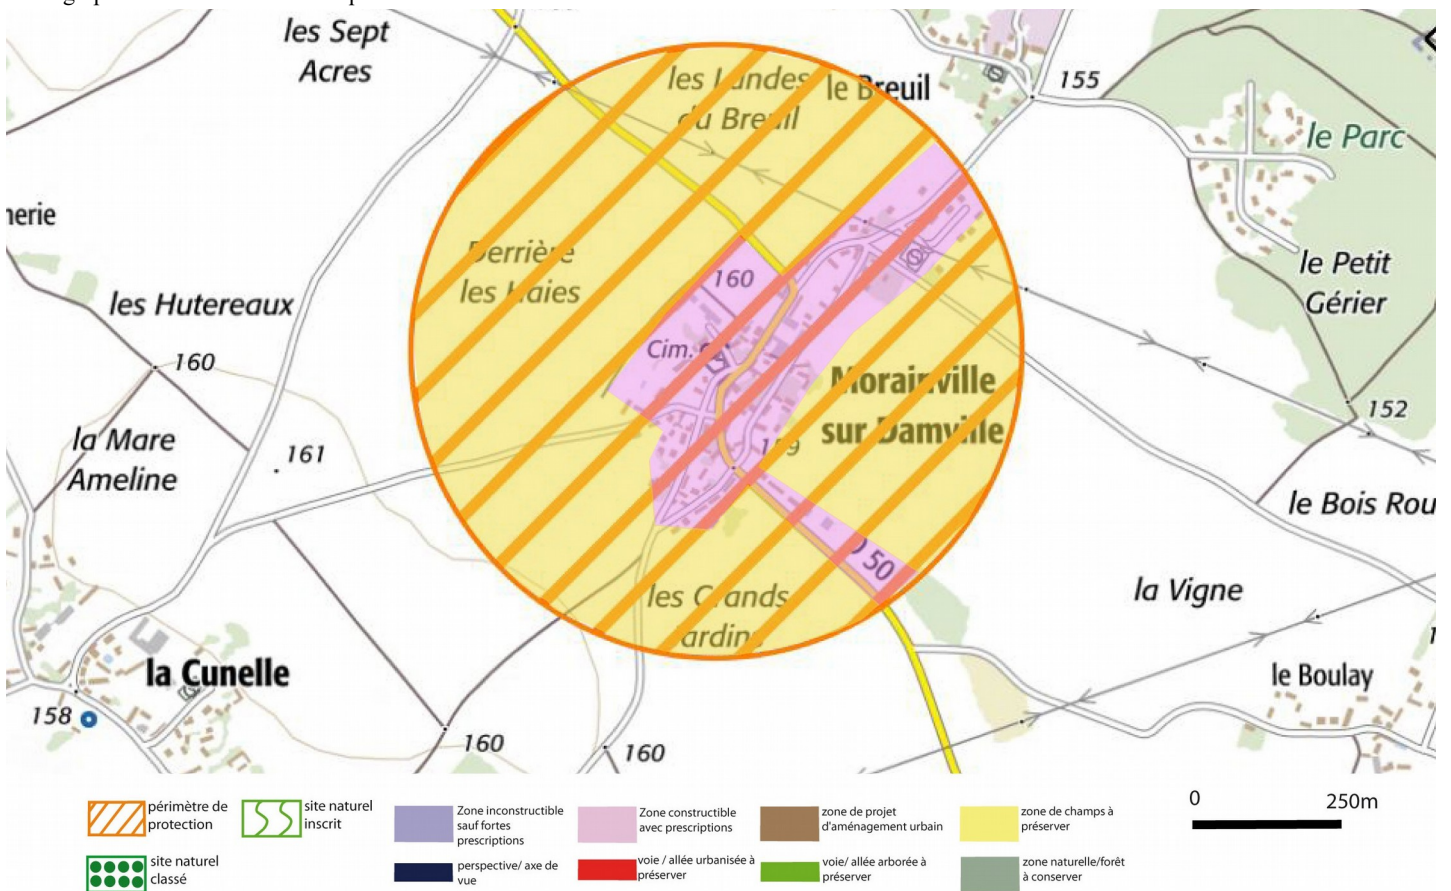 les Sept
Acres
les Landes
du Breuil
le Breuil
155
le Parc
nerie
Derrière
les Haies
les Hutereaux
160
160
le Petit
Gérier
Cim.
Morainville
sur Damville
152
la Mare
Ameline
161
159
le Bois Rou
D 50
la Vigne
les Grands
Jardins
la Cunelle
le Boulay
158
160
160
périmètre de
protection
site naturel
inscrit
Zone inconstructible
sauf fortes
prescriptions
Zone constructible
avec prescriptions
zone de projet
d'aménagement urbain
zone de champs à
préserver
0
250m
site naturel
classé
perspective/ axe de
vue
voie / allée urbanisée à
préserver
voie/ allée arborée à
préserver
zone naturelle/forêt
à conserver